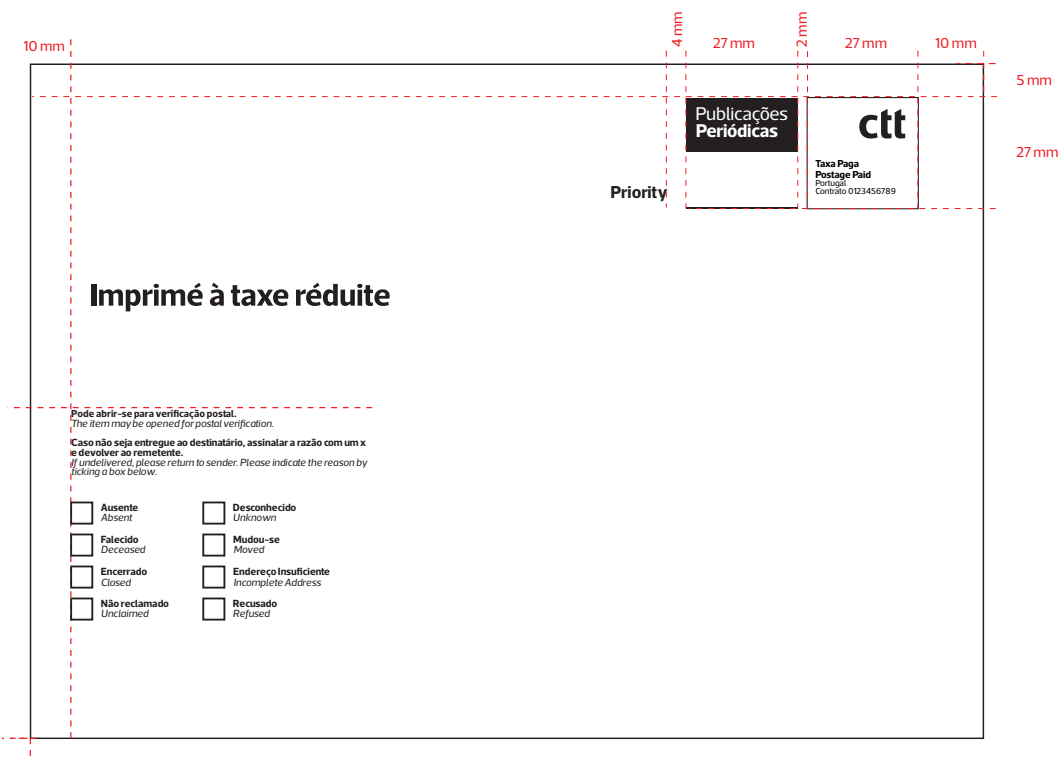 10 mm
4 mm
27 mm
2 mm
27 mm
10 mm
5 mm
27 mm
Publicações
Periódicas
ctt
Taxa Paga
Postage Paid
Portugal
Contrato 0123456789
Priority
Imprimé à taxe réduite
Pode abrir-se para verificação postal.
The item may be opened for postal verification.
Caso não seja entregue ao destinatário, assinalar a razão com um x
e devolver ao remetente.
If undelivered, please return to sender. Please indicate the reason by
ticking a box below.
Ausente
Absent
Desconhecido
Unknown
Falecido
Deceased
Mudou-se
Moved
Encerrado
Closed
Endereço Insuficiente
Incomplete Address
Não reclamado
Unclaimed
Recusado
Refused